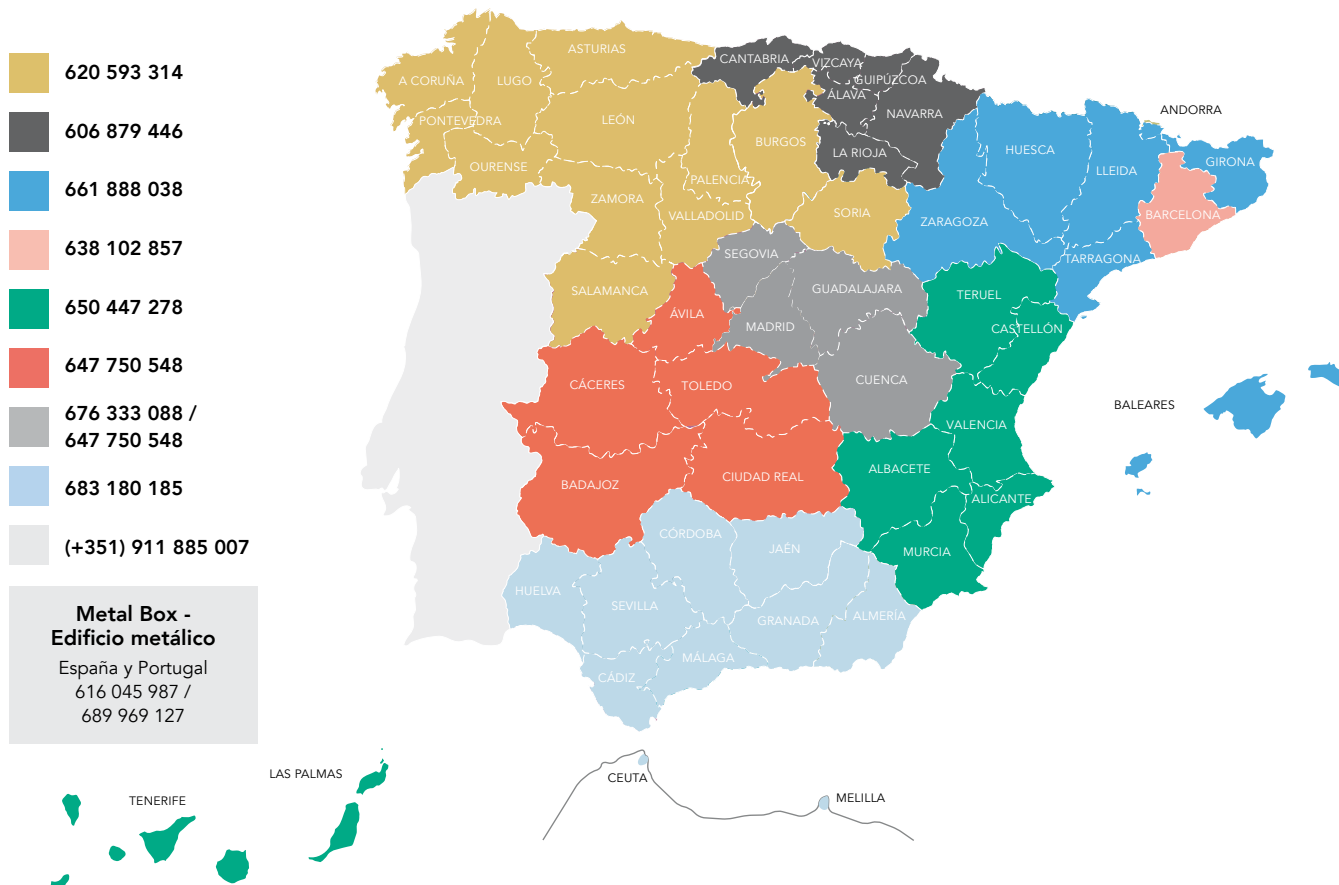 620 593 314
606 879 446
661 888 038
638 102 857
650 447 278
647 750 548
676 333 088 /
647 750 548
683 180 185
(+351) 911 885 007
Metal Box -
Edificio metálico
España y Portugal
616 045 987 /
689 969 127
ASTURIAS
A CORUÑA
LUGO
CANTABRIA
VIZCAYA
GUIPÚZCOA
ÁLAVA
NAVARRA
ANDORRA
PONTEVEDRA
LEÓN
BURGOS
LA RIOJA
HUESCA
LLEIDA
GIRONA
OURENSE
PALENCIA
ZAMORA
VALLADOLID
SORIA
ZARAGOZA
BARCELONA
SEGOVIA
TARRAGONA
SALAMANCA
GUADALAJARA
TERUEL
ÁVILA
MADRID
CASTELLÓN
CÁCERES
TOLEDO
CUENCA
BALEARES
VALENCIA
BADAJOZ
CIUDAD REAL
ALBACETE
ALICANTE
CÓRDOBA
JAÉN
MURCIA
HUELVA
SEVILLA
GRANADA
ALMERÍA
MÁLAGA
CÁDIZ
LAS PALMAS
CEUTA
TENERIFE
MELILLA